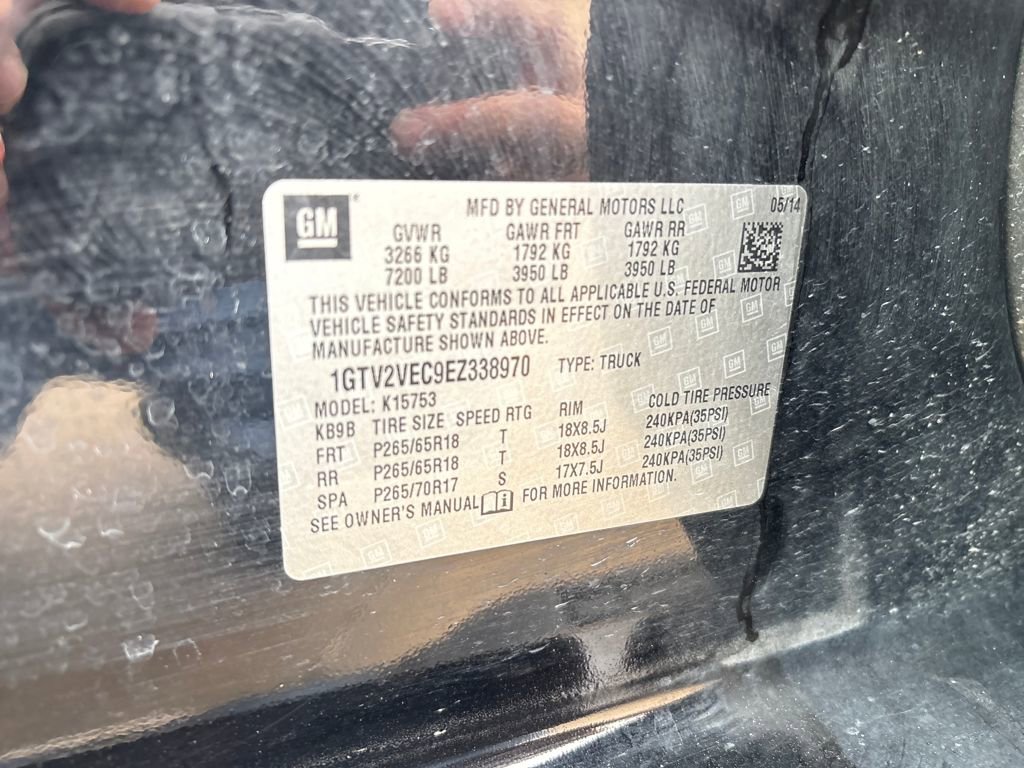 GM
MFD BY GENERAL MOTORS LLC 05/14
GVWR GAWR FRT GAWR RR
3266 KG 1792 KG 1792 KG
7200 LB 3950 LB 3950 LB
THIS VEHICLE CONFORMS TO ALL APPLICABLE U.S. FEDERAL MOTOR
VEHICLE SAFETY STANDARDS IN EFFECT ON THE DATE OF
MANUFACTURE SHOWN ABOVE.
1GTV2VEC9EZ338970 TYPE: TRUCK
MODEL: K15753
KB9B TIRE SIZE SPEED RTG RIM COLD TIRE PRESSURE
FRT P265/65R18 T 18X8.5J 240KPA(35PSI)
RR P265/65R18 T 18X8.5J 240KPA(35PSI)
SPA P265/70R17 S 17X7.5J 240KPA(35PSI)
SEE OWNER'S MANUAL FOR MORE INFORMATION.